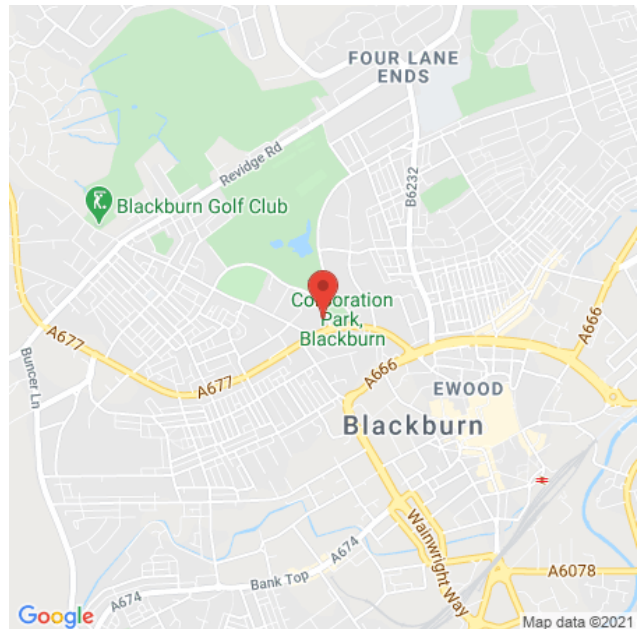 FOUR LANE
ENDS
Revidge Rd
B6232
Blackburn Golf Club
Corporation
Park,
Blackburn
A677
A666
A666
Buncer Ln
A677
EWOOD
Blackburn
Wainwright Way
A674
Bank Top
A6078
A674
Google
Map data ©2021